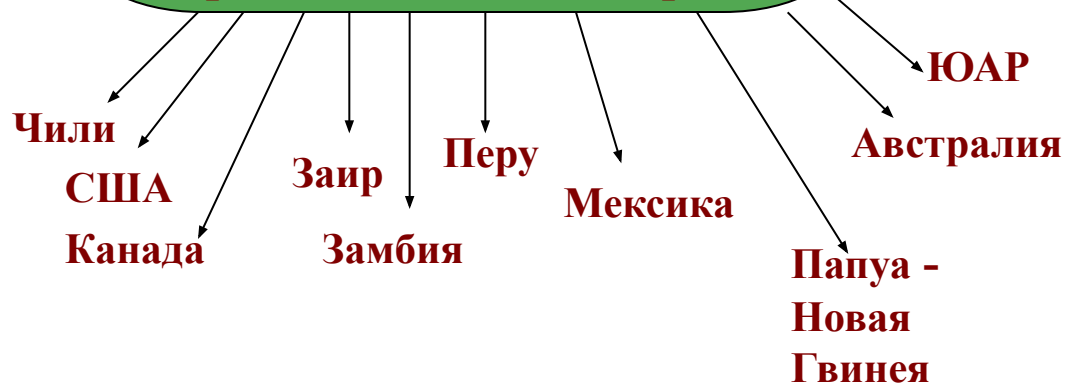 ЮАР
Чили
Австралия
Перу
Заир
США
Мексика
Канада
Замбия
Папуа -
Новая
Гвинея